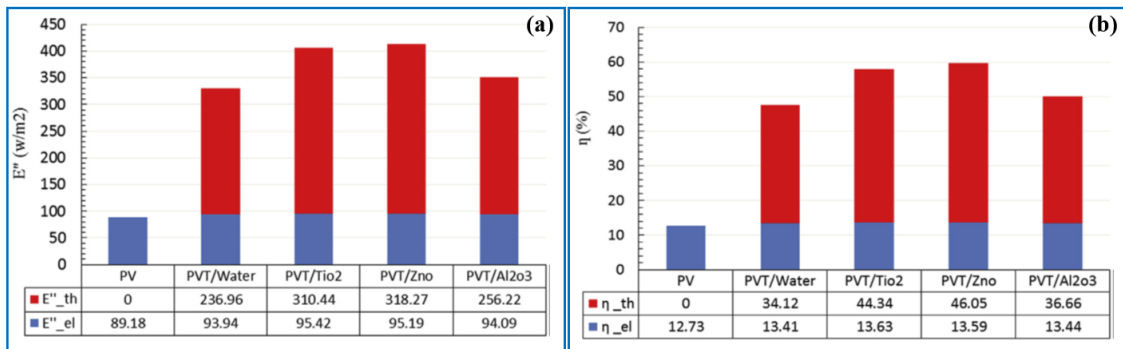 (a)
450
400
350
300
250
200
150
100
50
0
E" (w/m2)
PV PVT/Water PVT/Tio2 PVT/Zno PVT/Al2o3
E"_th 0 236.96 310.44 318.27 256.22
E"_el 89.18 93.94 95.42 95.19 94.09
(b)
70
60
50
40
30
20
10
0
η (%)
PV PVT/Water PVT/Tio2 PVT/Zno PVT/Al2o3
η_th 0 34.12 44.34 46.05 36.66
η_el 12.73 13.41 13.63 13.59 13.44